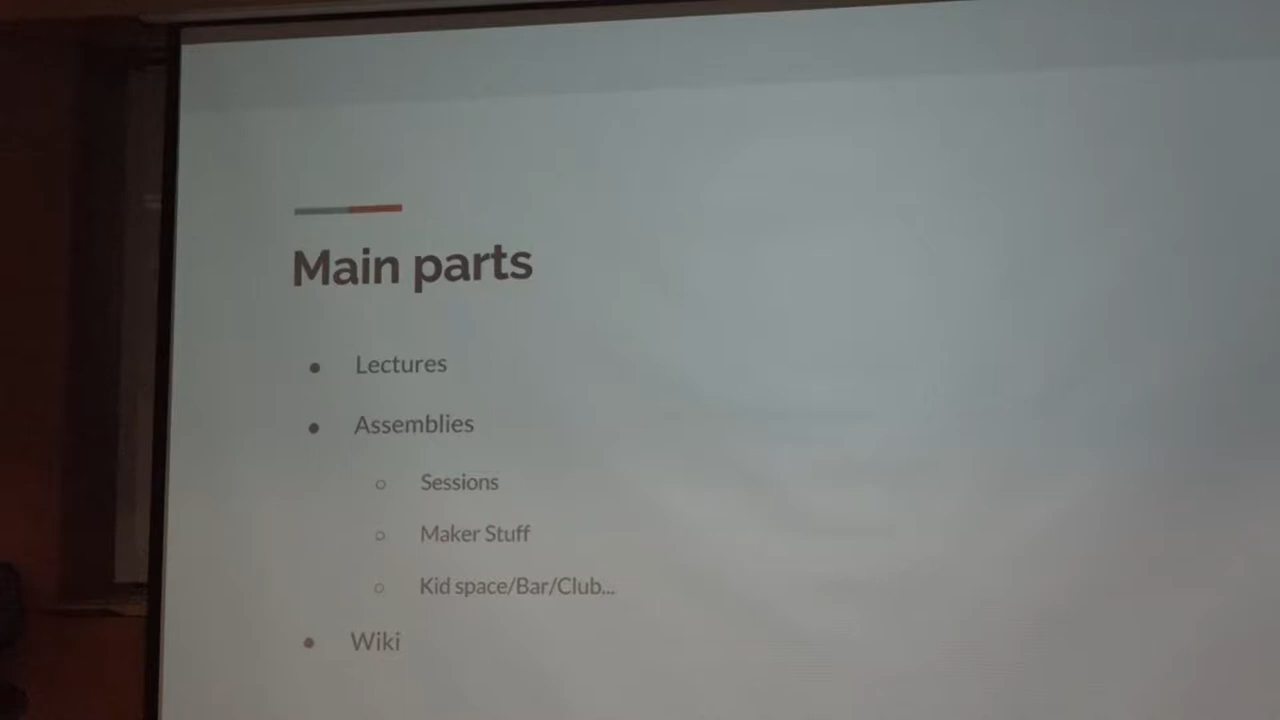 Main parts
Lectures
Assemblies
Sessions
Maker Stuff
Kid space/Bar/Club...
Wiki